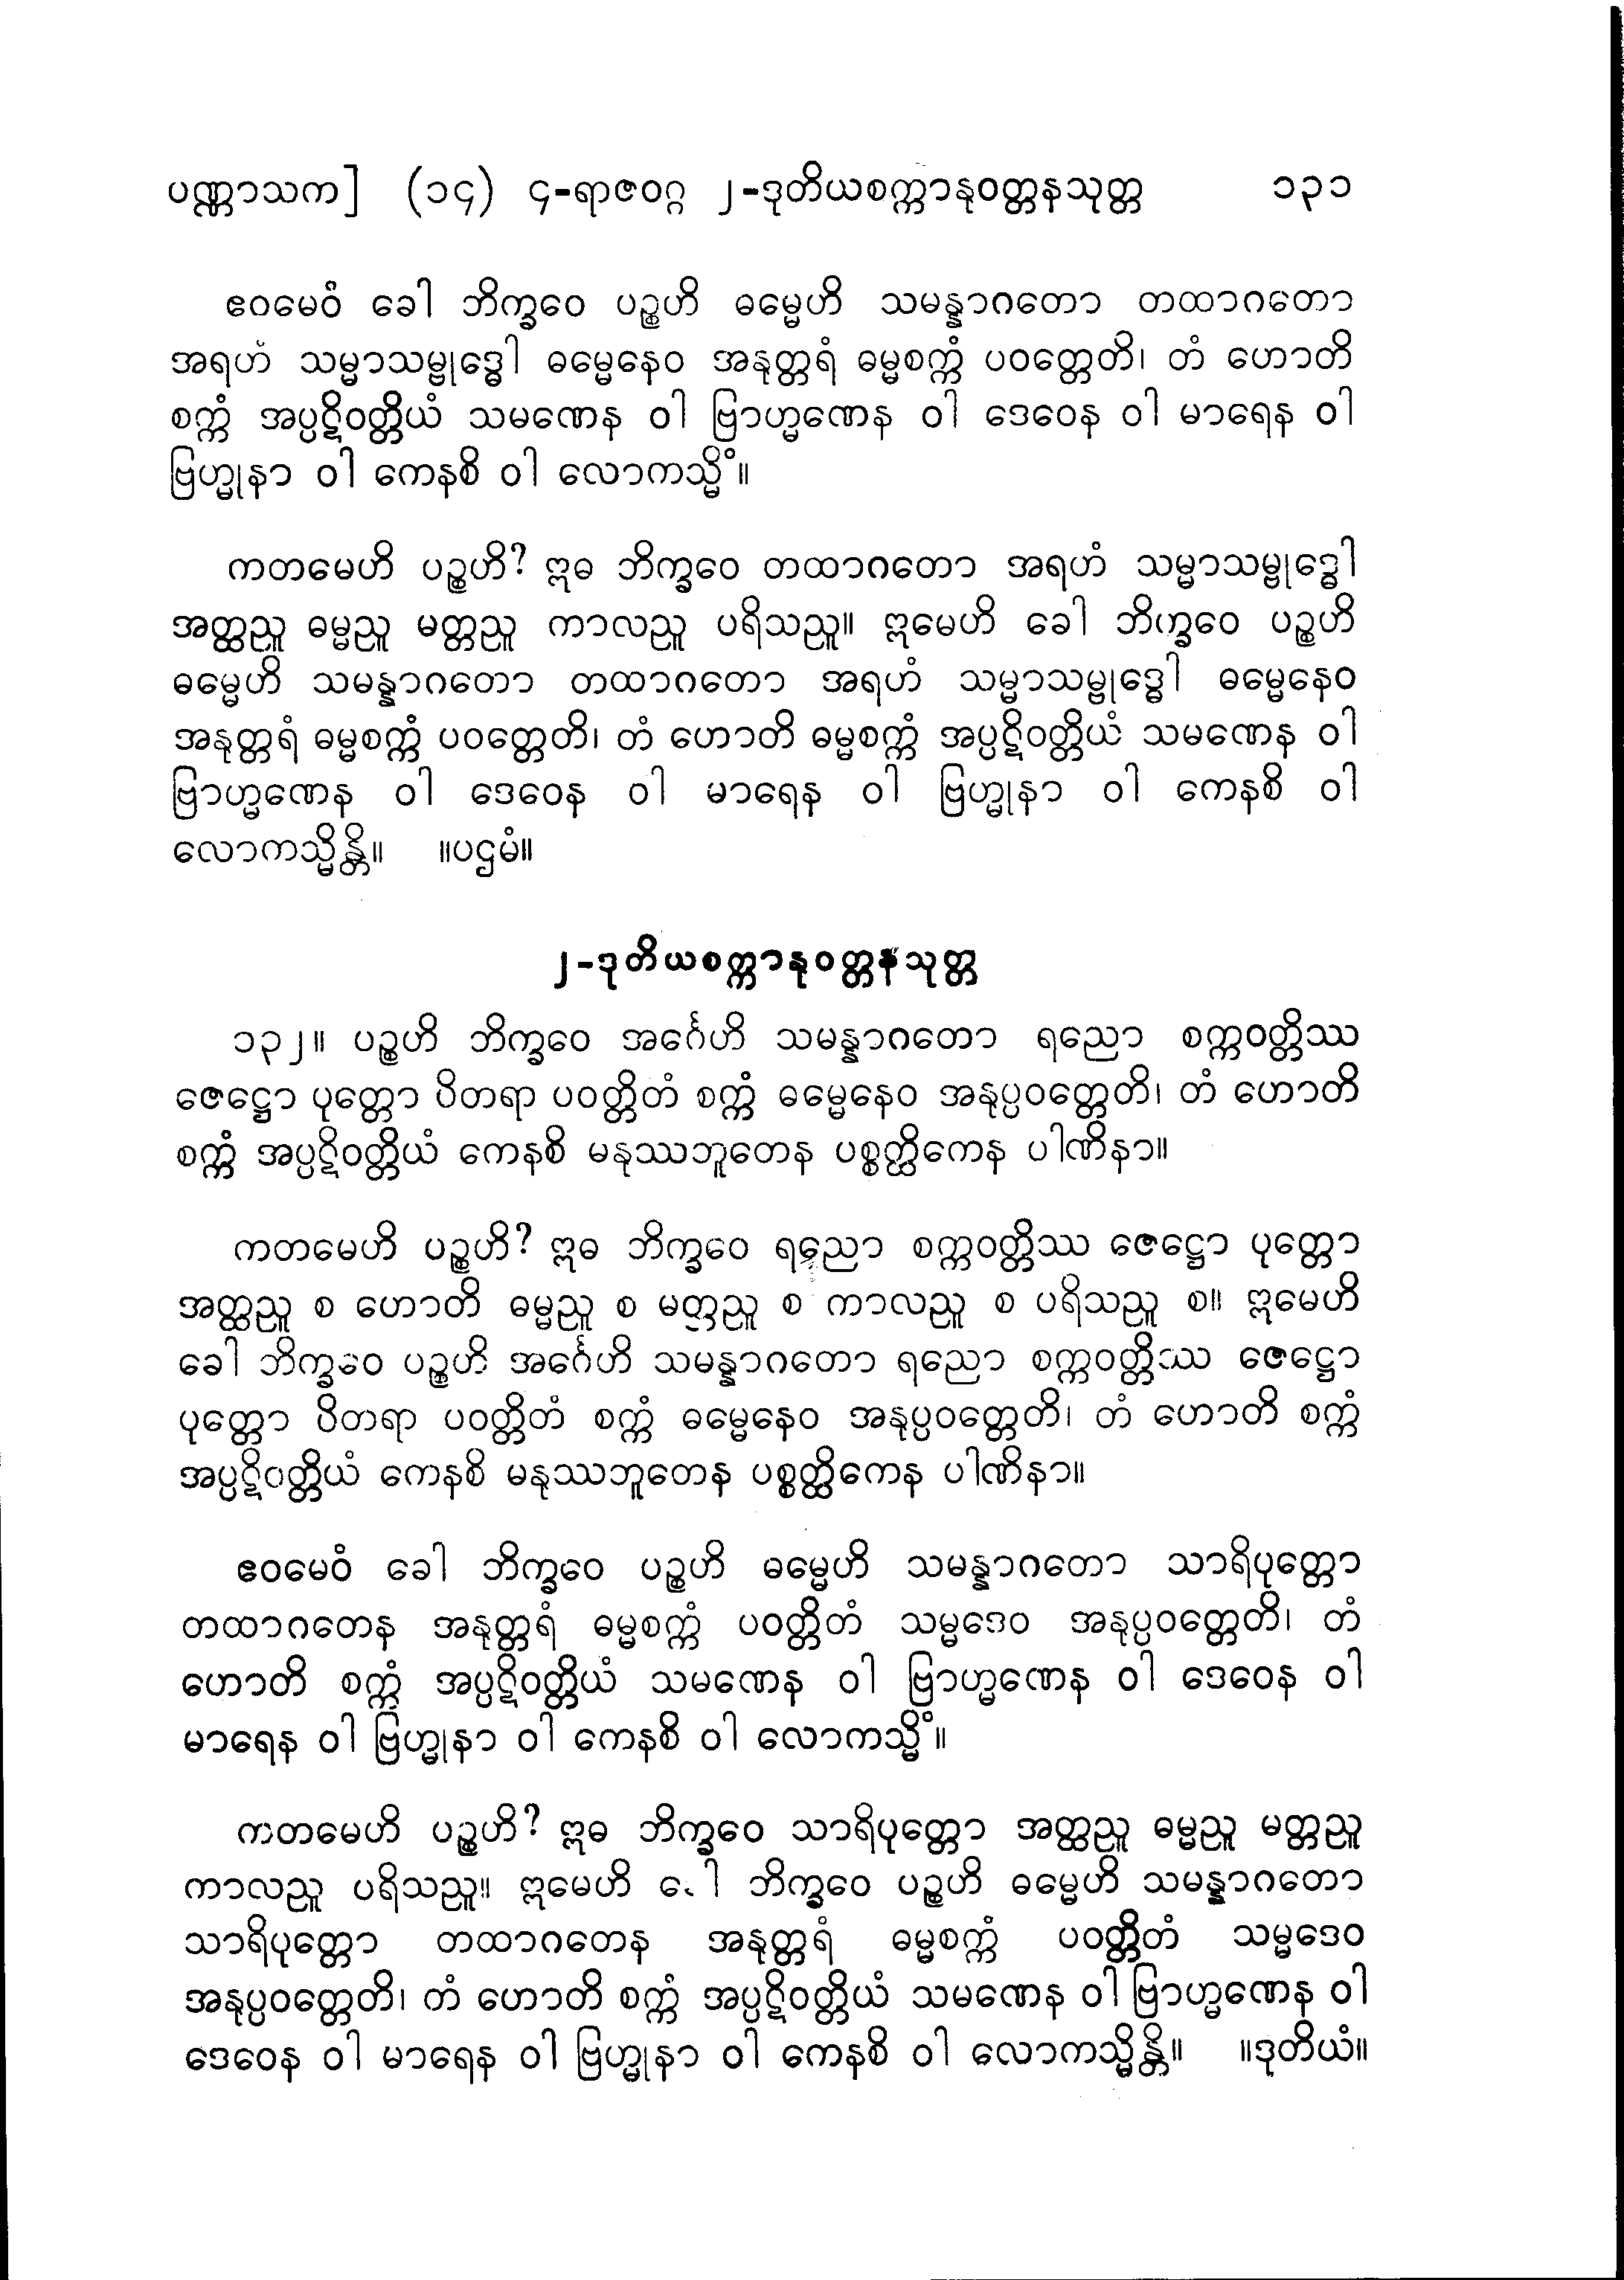 ပဏ္ဏာသက] (၁၄) ၄-ရာဇဝဂ္ဂ ၂-ဒုတိယစက္ကာနုဝတ္တနသုတ္တ ၁၃၁
ဧဝမေဝံ ခေါ ဘိက္ခဝေ ပဉ္စဟိ ဓမ္မေဟိ သမန္နာဂတော တထာဂတော
အရဟံ သမ္မာသမ္ဗုဒ္ဓေါ ဓမ္မေနေဝ အနုတ္တရံ ဓမ္မစက္ကံ ပဝတ္တေတိ၊ တံ ဟောတိ
စက္ကံ အပ္ပဋိဝတ္တိယံ သမဏေန ဝါ ဗြာဟ္မဏေန ဝါ ဒေဝေန ဝါ မာရေန ဝါ
ဗြဟ္မုနာ ဝါ ကေနစိ ဝါ လောကသ္မိံ။
ကတမေဟိ ပဉ္စဟိ? ဣဓ ဘိက္ခဝေ တထာဂတော အရဟံ သမ္မာသမ္ဗုဒ္ဓေါ
အတ္ထညူ ဓမ္မညူ မတ္တညူ ကာလညူ ပရိသညူ။ ဣမေဟိ ခေါ ဘိက္ခဝေ ပဉ္စဟိ
ဓမ္မေဟိ သမန္နာဂတော တထာဂတော အရဟံ သမ္မာသမ္ဗုဒ္ဓေါ ဓမ္မေနေဝ
အနုတ္တရံ ဓမ္မစက္ကံ ပဝတ္တေတိ၊ တံ ဟောတိ ဓမ္မစက္ကံ အပ္ပဋိဝတ္တိယံ သမဏေန ဝါ
ဗြာဟ္မဏေန ဝါ ဒေဝေန ဝါ မာရေန ဝါ ဗြဟ္မုနာ ဝါ ကေနစိ ဝါ
လောကသ္မိန္တိ။ ။ပဌမံ။
၂-ဒုတိယစက္ကာနုဝတ္တနသုတ္တ
၁၃၂။ ပဉ္စဟိ ဘိက္ခဝေ အင်္ဂေဟိ သမန္နာဂတော ရညော စက္ကဝတ္တိဿ
ဇေဋ္ဌော ပုတ္တော ပိတရာ ပဝတ္တိတံ စက္ကံ ဓမ္မေနေဝ အနုပ္ပဝတ္တေတိ၊ တံ ဟောတိ
စက္ကံ အပ္ပဋိဝတ္တိယံ ကေနစိ မနုဿဘူတေန ပစ္စတ္ထိကေန ပါဏိနာ။
ကတမေဟိ ပဉ္စဟိ? ဣဓ ဘိက္ခဝေ ရညော စက္ကဝတ္တိဿ ဇေဋ္ဌော ပုတ္တော
အတ္ထညူ စ ဟောတိ ဓမ္မညူ စ မတ္တညူ စ ကာလညူ စ ပရိသညူ စ။ ဣမေဟိ
ခေါ ဘိက္ခဝေ ပဉ္စဟိ အင်္ဂေဟိ သမန္နာဂတော ရညော စက္ကဝတ္တိဿ ဇေဋ္ဌော
ပုတ္တော ပိတရာ ပဝတ္တိတံ စက္ကံ ဓမ္မေနေဝ အနုပ္ပဝတ္တေတိ၊ တံ ဟောတိ စက္ကံ
အပ္ပဋိဝတ္တိယံ ကေနစိ မနုဿဘူတေန ပစ္စတ္ထိကေန ပါဏိနာ။
ဧဝမေဝံ ခေါ ဘိက္ခဝေ ပဉ္စဟိ ဓမ္မေဟိ သမန္နာဂတော သာရိပုတ္တော
တထာဂတေန အနုတ္တရံ ဓမ္မစက္ကံ ပဝတ္တိတံ သမ္မဒေဝ အနုပ္ပဝတ္တေတိ၊ တံ
ဟောတိ စက္ကံ အပ္ပဋိဝတ္တိယံ သမဏေန ဝါ ဗြာဟ္မဏေန ဝါ ဒေဝေန ဝါ
မာရေန ဝါ ဗြဟ္မုနာ ဝါ ကေနစိ ဝါ လောကသ္မိံ။
ကတမေဟိ ပဉ္စဟိ? ဣဓ ဘိက္ခဝေ သာရိပုတ္တော အတ္ထညူ ဓမ္မညူ မတ္တညူ
ကာလညူ ပရိသညူ။ ဣမေဟိ ခေါ ဘိက္ခဝေ ပဉ္စဟိ ဓမ္မေဟိ သမန္နာဂတော
သာရိပုတ္တော တထာဂတေန အနုတ္တရံ ဓမ္မစက္ကံ ပဝတ္တိတံ သမ္မဒေဝ
အနုပ္ပဝတ္တေတိ၊ တံ ဟောတိ စက္ကံ အပ္ပဋိဝတ္တိယံ သမဏေန ဝါ ဗြာဟ္မဏေန ဝါ
ဒေဝေန ဝါ မာရေန ဝါ ဗြဟ္မုနာ ဝါ ကေနစိ ဝါ လောကသ္မိန္တိ။ ။ဒုတိယံ။